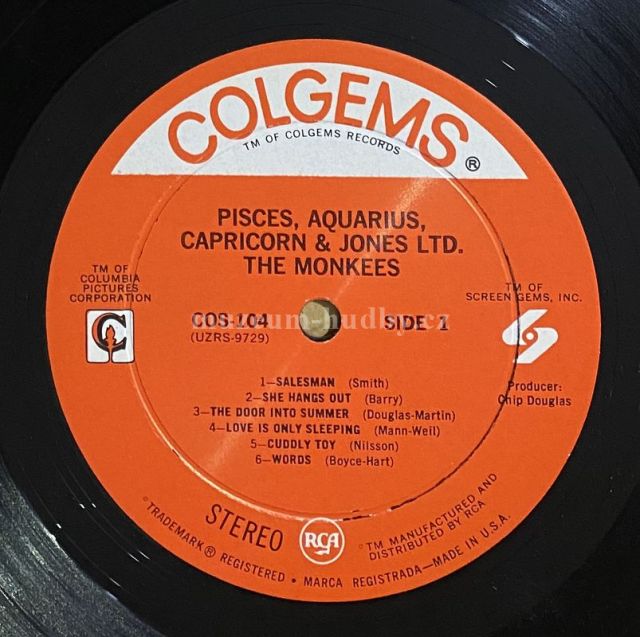 COLGEMS®
TM OF COLGEMS RECORDS
PISCES, AQUARIUS,
CAPRICORN & JONES LTD.
THE MONKEES
TM OF
COLUMBIA
PICTURES
CORPORATION
TM OF
SCREEN GEMS, INC.
COS-104
(UZRS-9729)
SIDE 1
muzeum-hudby.cz
1—SALESMAN (Smith)
2—SHE HANGS OUT (Barry)
3—THE DOOR INTO SUMMER (Douglas-Martin)
4—LOVE IS ONLY SLEEPING (Mann-Weil)
5—CUDDLY TOY (Nilsson)
6—WORDS (Boyce-Hart)
Producer:
Chip Douglas
STEREO
RCA
©TM MANUFACTURED AND
DISTRIBUTED BY RCA
©TRADEMARK ® REGISTERED • MARCA REGISTRADA—MADE IN U.S.A.